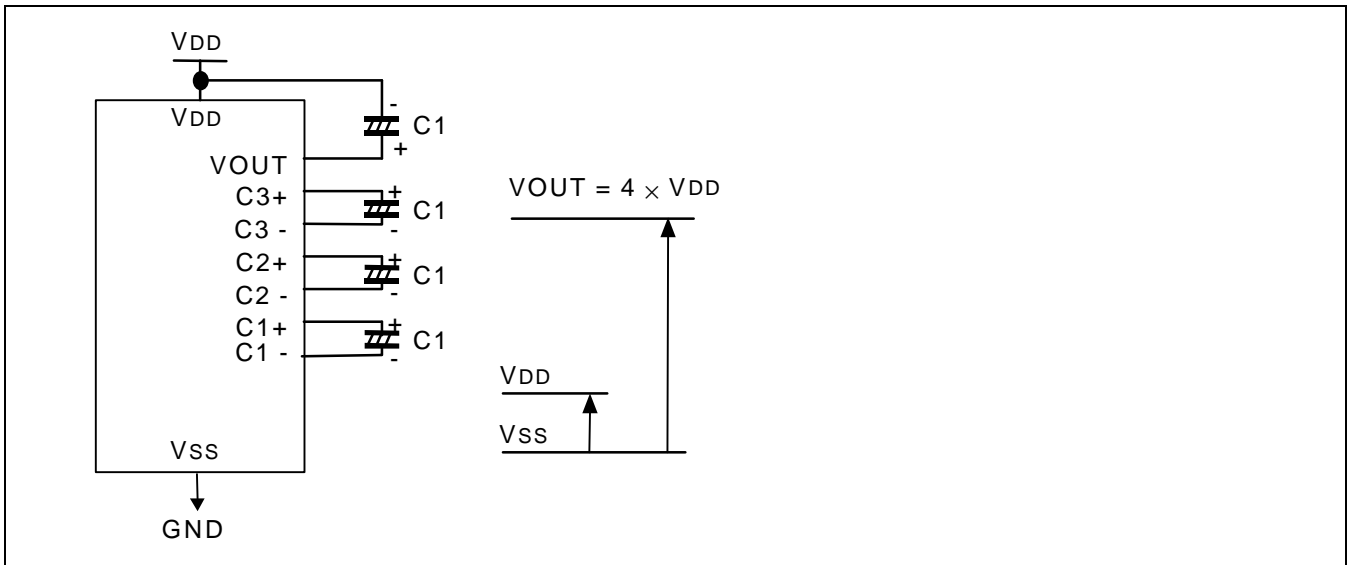 VDD
VDD
-
C1
+
VOUT
C3+
+
C1
C3 -
-
C2+
+
C1
C2 -
-
C1+
+
C1
C1 -
-
VSS
GND
VOUT = 4 × VDD
VDD
VSS